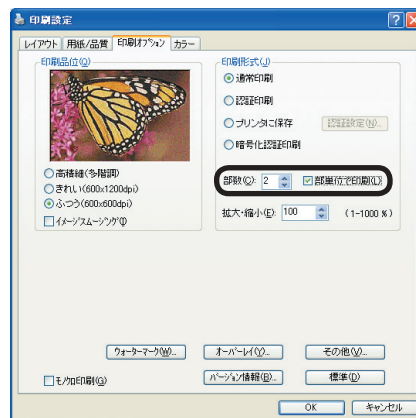 印刷設定
レイアウト 用紙/品質 印刷オプション カラー
印刷品位(Q)
高精細(多階調)
きれい(600x1200dpi)
ふつう(600x600dpi)
イメージスムージング(I)
印刷形式(J)
通常印刷
認証印刷
プリンタに保存 認証設定(N)...
暗号化認証印刷
部数(C): 2 部単位で印刷(L)
拡大・縮小(E): 100 (1-1000 %)
ウォーターマーク(W)... オーバーレイ(Y)... その他(V)...
モノクロ印刷(G) バージョン情報(B)... 標準(D)
OK キャンセル